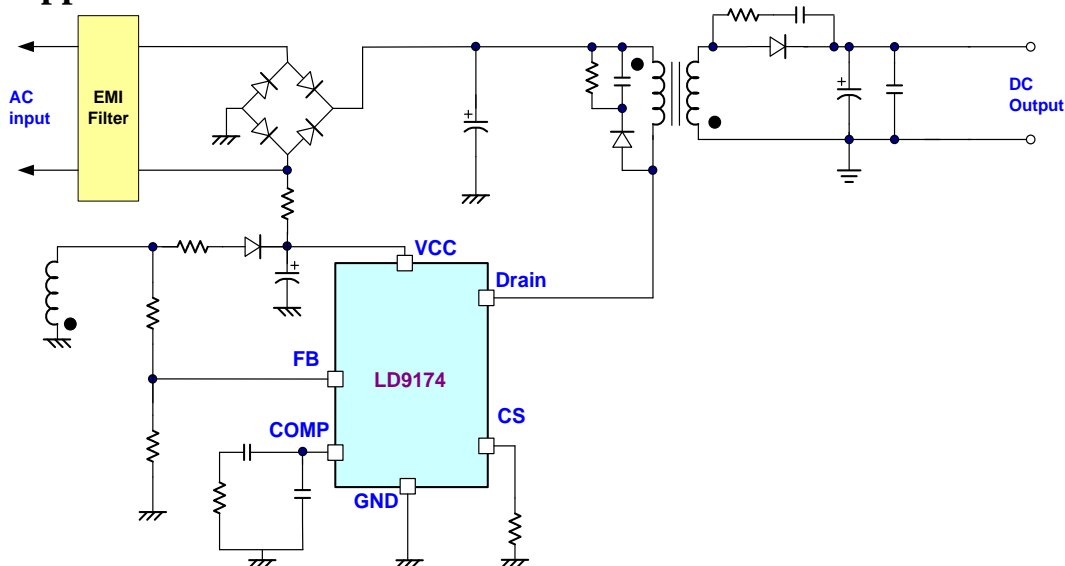 AC
input
EMI
Filter
DC
Output
VCC
Drain
FB
LD9174
CS
COMP
GND